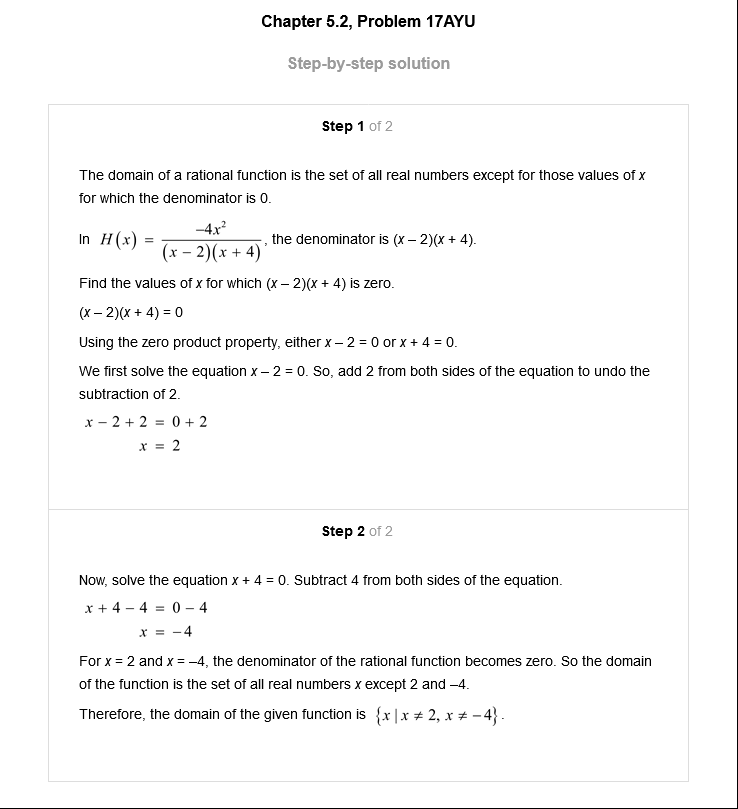 Chapter 5.2, Problem 17AYU
Step-by-step solution
Step 1 of 2
The domain of a rational function is the set of all real numbers except for those values of x
for which the denominator is 0.
In H(x) = −4x² / (x − 2)(x + 4), the denominator is (x – 2)(x + 4).
Find the values of x for which (x – 2)(x + 4) is zero.
(x – 2)(x + 4) = 0
Using the zero product property, either x – 2 = 0 or x + 4 = 0.
We first solve the equation x – 2 = 0. So, add 2 from both sides of the equation to undo the
subtraction of 2.
x − 2 + 2 = 0 + 2
x = 2
Step 2 of 2
Now, solve the equation x + 4 = 0. Subtract 4 from both sides of the equation.
x + 4 − 4 = 0 − 4
x = −4
For x = 2 and x = –4, the denominator of the rational function becomes zero. So the domain
of the function is the set of all real numbers x except 2 and –4.
Therefore, the domain of the given function is {x | x ≠ 2, x ≠ −4}.